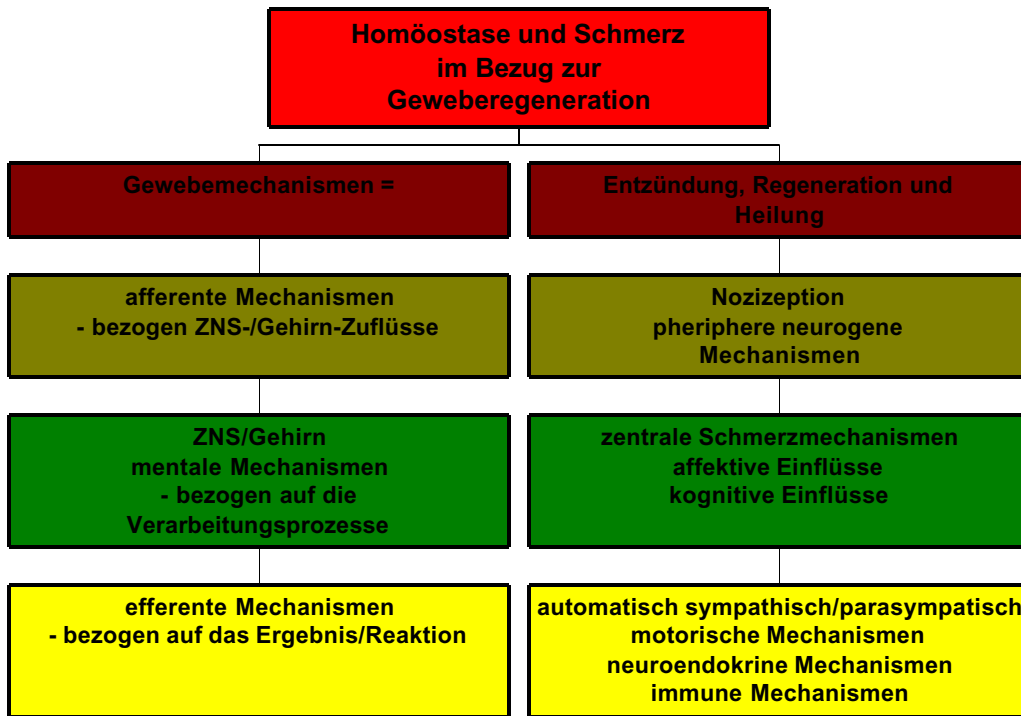 Homöostase und Schmerz
im Bezug zur
Geweberegeneration
Gewebemechanismen =
Entzündung, Regeneration und
Heilung
afferente Mechanismen
- bezogen ZNS-/Gehirn-Zuflüsse
Nozizeption
pheriphere neurogene
Mechanismen
ZNS/Gehirn
mentale Mechanismen
- bezogen auf die
Verarbeitungsprozesse
zentrale Schmerzmechanismen
affektive Einflüsse
kognitive Einflüsse
efferente Mechanismen
- bezogen auf das Ergebnis/Reaktion
automatisch sympathisch/parasympatisch
motorische Mechanismen
neuroendokrine Mechanismen
immune Mechanismen